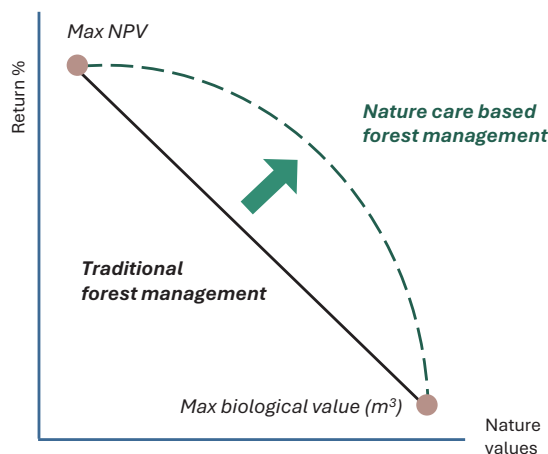 Max NPV
Return %
Nature care based
forest management
Traditional
forest management
Max biological value (m³)
Nature
values